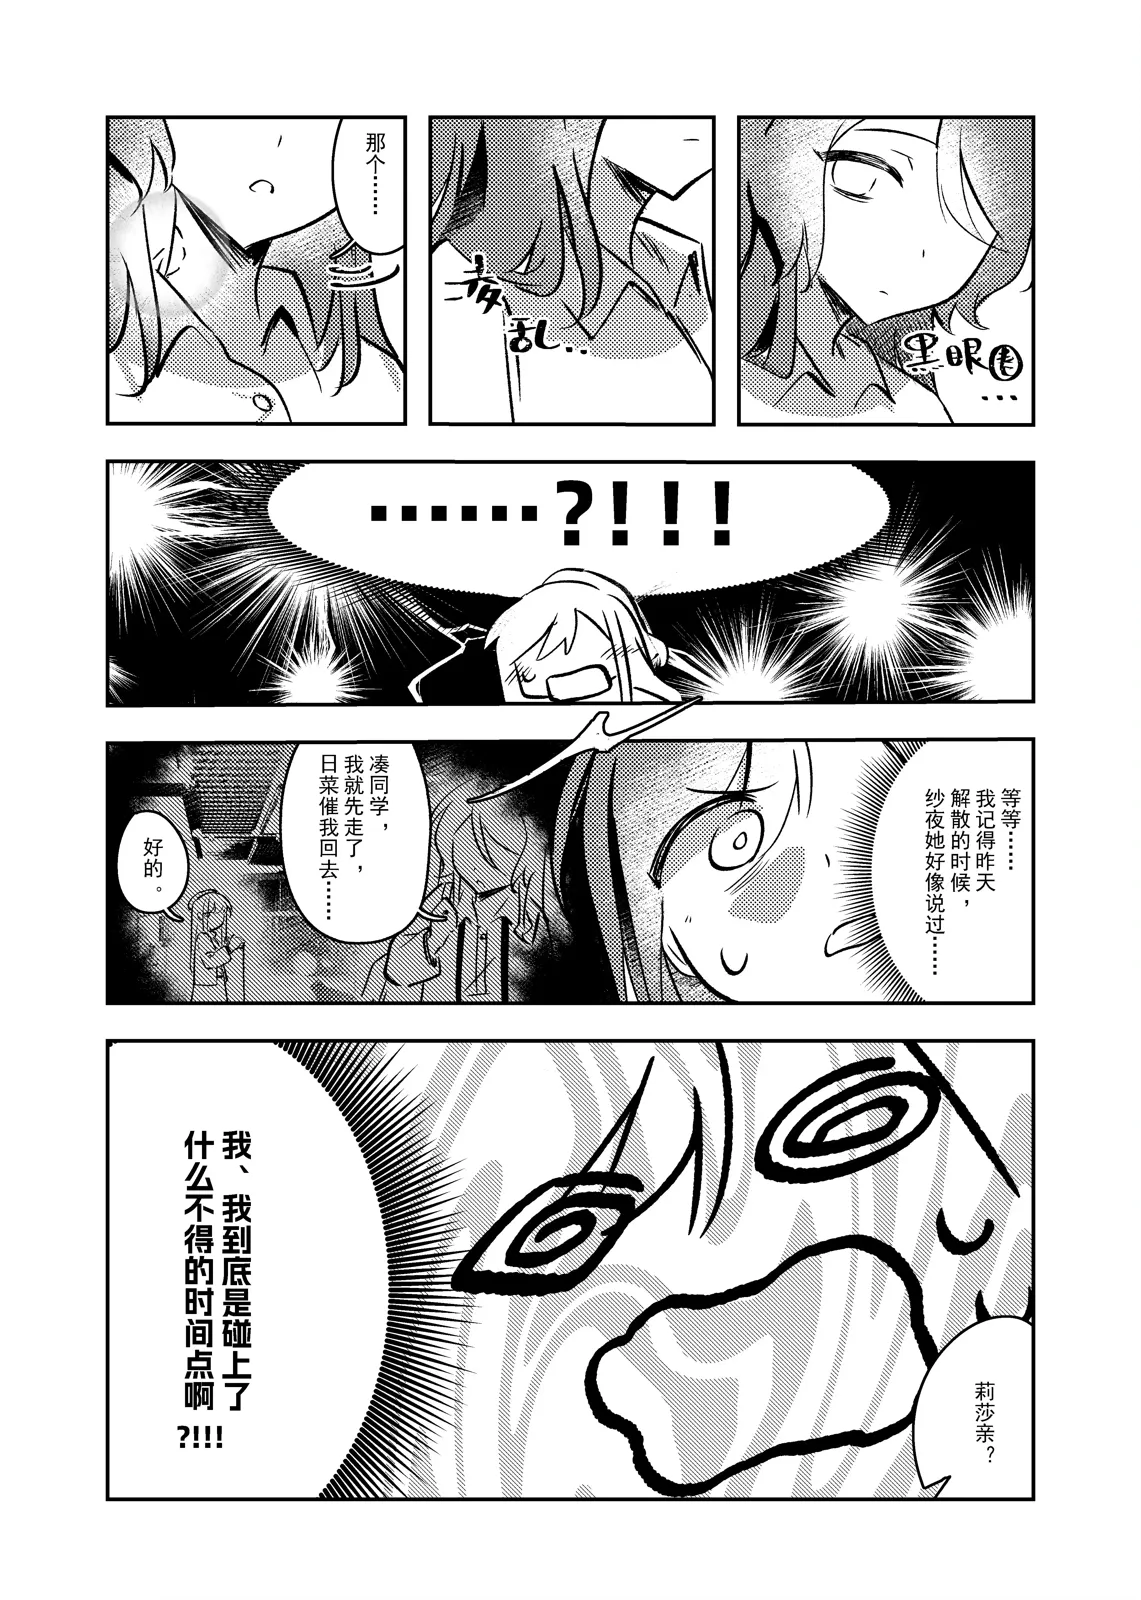 黑眼圈…
凌乱..
那个……
……?!!!
等等……
我记得昨天
解散的时候，
纱夜她好像说过……
凑同学，
我就先走了，
日菜催我回去……
好的。
莉莎亲？
我、我到底是碰上了
什么不得的时间点啊
?!!!